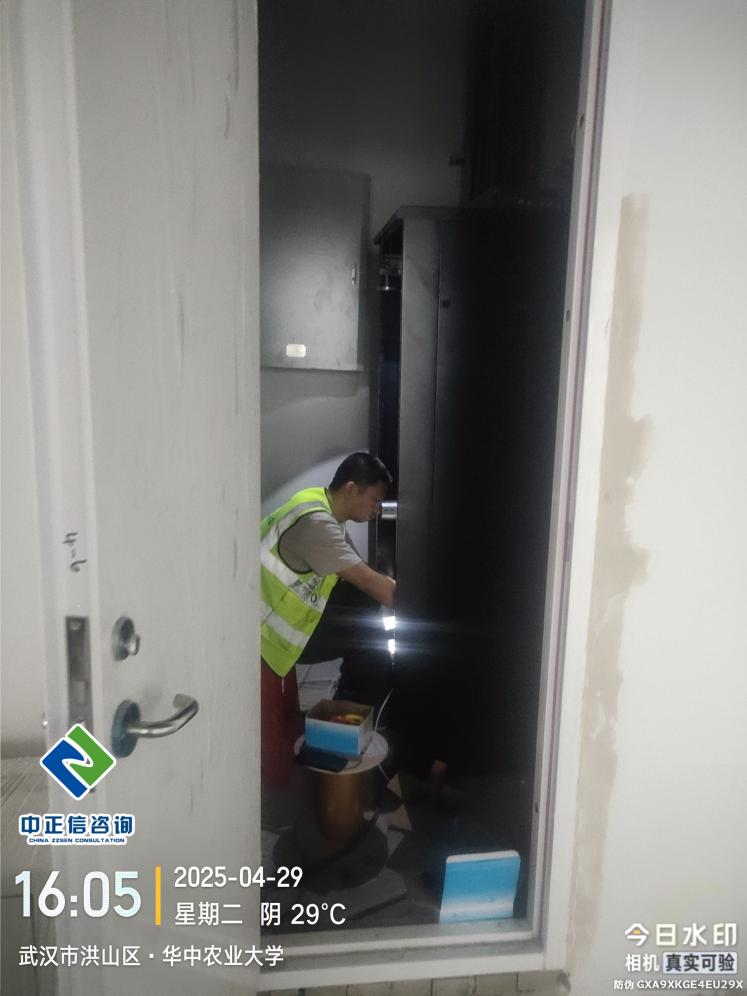 4-6
中正信咨询
CHINA ZZSEN CONSULTATION
16:05
2025-04-29
星期二 阴 29℃
武汉市洪山区·华中农业大学
今日水印
相机 真实可验
防伪 GXA9XKGE4EU29X